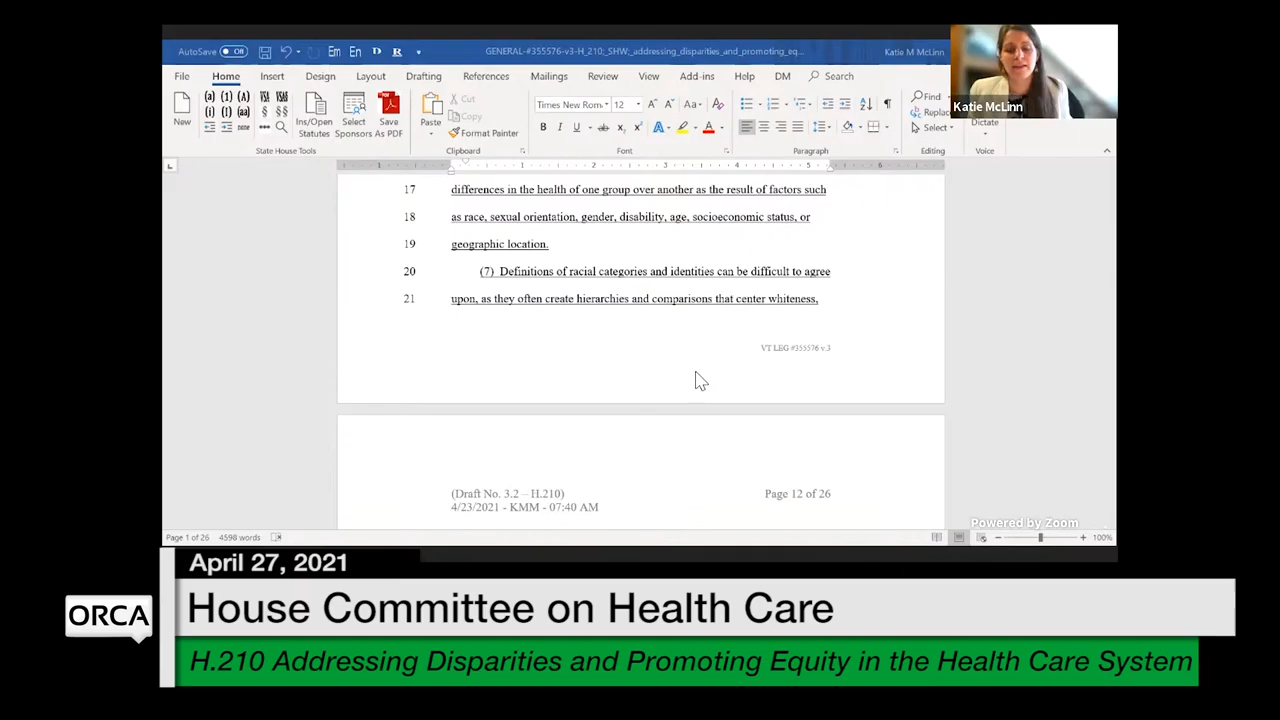 AutoSave Off
GENERAL-#355576-v3-H_210;_SHW;_addressing_disparities_and_promoting_eq...
Katie M McLinn
File Home Insert Design Layout Drafting References Mailings Review View Add-ins Help DM Search
Katie McLinn
New
Ins/Open Statutes
Select Sponsors
Save As PDF
State House Tools
Paste
Cut
Copy
Format Painter
Clipboard
Times New Rom 12
Font
Paragraph
Find
Replace
Select
Editing
Dictate
Voice
17 differences in the health of one group over another as the result of factors such
18 as race, sexual orientation, gender, disability, age, socioeconomic status, or
19 geographic location.
20 (7) Definitions of racial categories and identities can be difficult to agree
21 upon, as they often create hierarchies and comparisons that center whiteness,
VT LEG #355576 v.3
(Draft No. 3.2 – H.210) Page 12 of 26
4/23/2021 - KMM - 07:40 AM
Powered by Zoom
Page 1 of 26 4598 words 100%
April 27, 2021
ORCA
House Committee on Health Care
H.210 Addressing Disparities and Promoting Equity in the Health Care System